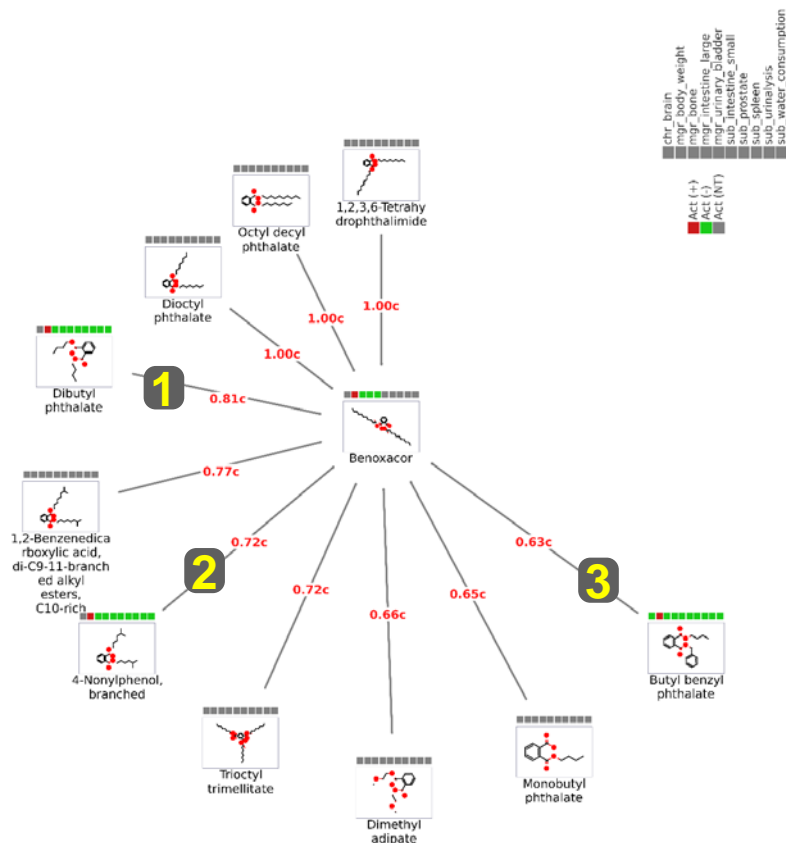 chr_brain
mgr_body_weight
mgr_bone
mgr_intestine_large
mgr_urinary_bladder
sub_intestine_small
sub_prostate
sub_spleen
sub_urinalysis
sub_water_consumption
Act (+)
Act (-)
Act (NT)
1,2,3,6-Tetrahy
drophthalimide
Octyl decyl
phthalate
Dioctyl
phthalate
1.00c
1.00c
1.00c
Dibutyl
phthalate
1
0.81c
Benoxacor
0.77c
1,2-Benzenedica
rboxylic acid,
di-C9-11-branch
ed alkyl
esters,
C10-rich
0.72c
2
0.63c
3
0.72c
0.66c
0.65c
4-Nonylphenol,
branched
Butyl benzyl
phthalate
Trioctyl
trimellitate
Dimethyl
adipate
Monobutyl
phthalate